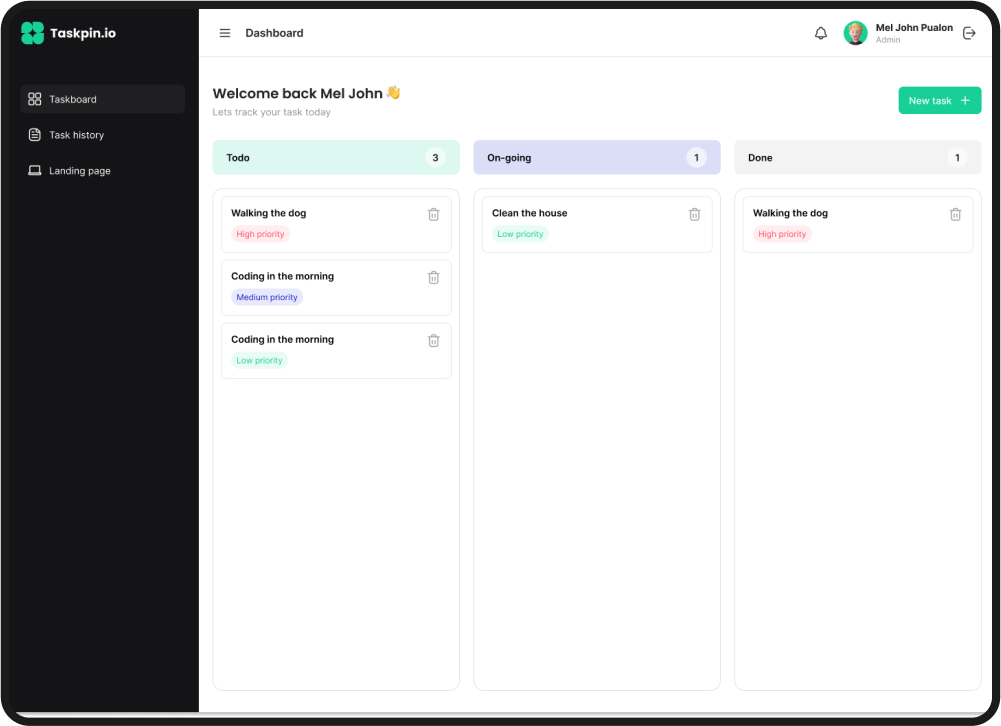 Taskpin.io
Taskboard
Task history
Landing page
Dashboard
Mel John Pualon
Admin
Welcome back Mel John 👋
Lets track your task today
New task +
Todo 3
Walking the dog
High priority
Coding in the morning
Medium priority
Coding in the morning
Low priority
On-going 1
Clean the house
Low priority
Done 1
Walking the dog
High priority